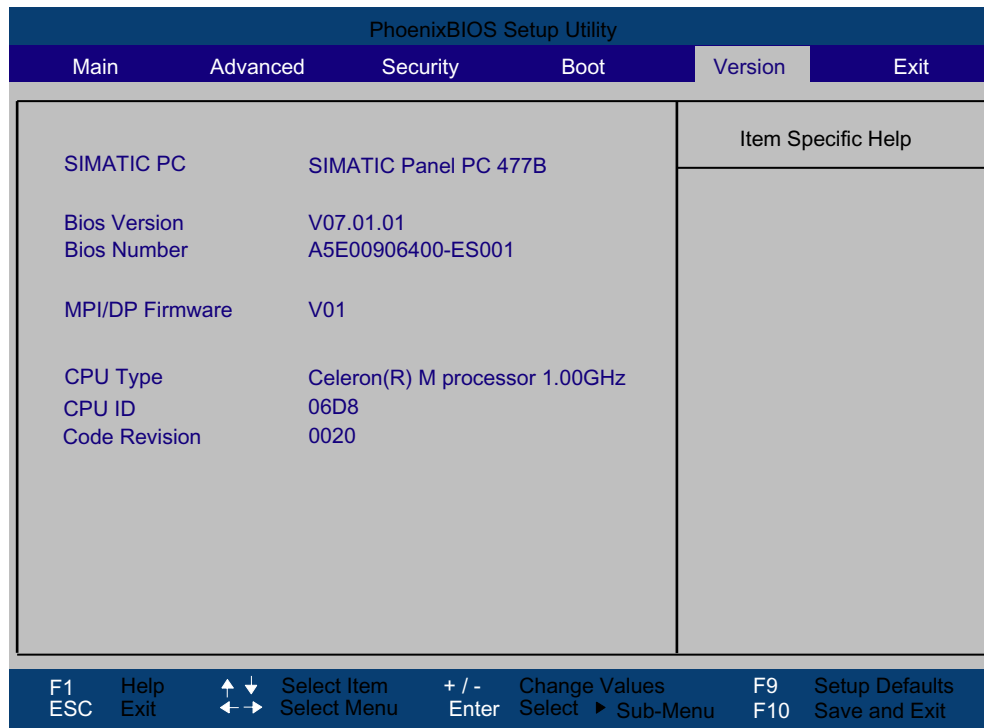 PhoenixBIOS Setup Utility
Main Advanced Security Boot Version Exit
Item Specific Help
SIMATIC PC SIMATIC Panel PC 477B
Bios Version V07.01.01
Bios Number A5E00906400-ES001
MPI/DP Firmware V01
CPU Type Celeron(R) M processor 1.00GHz
CPU ID 06D8
Code Revision 0020
F1 Help Select Item + / - Change Values F9 Setup Defaults
ESC Exit Select Menu Enter Select Sub-Menu F10 Save and Exit